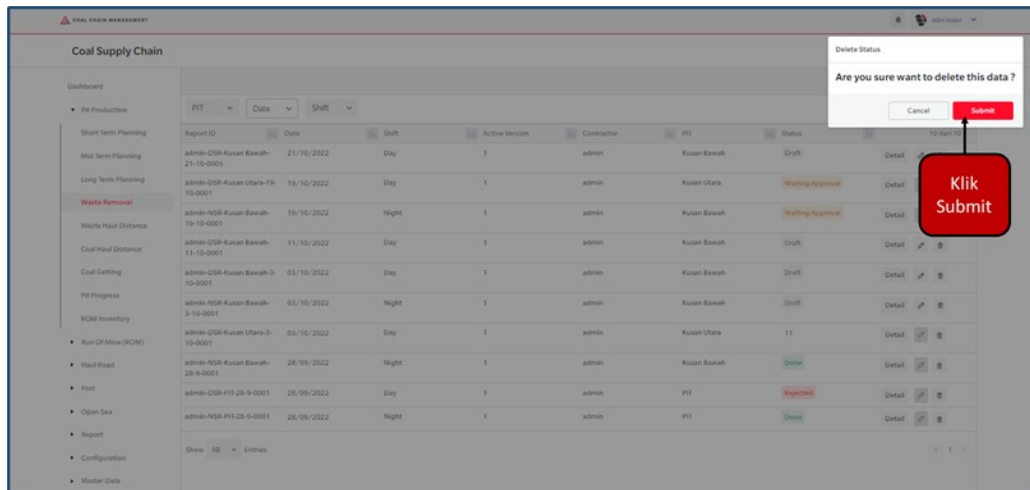 COAL CHAIN MANAGEMENT
Coal Supply Chain
Delete Status
Are you sure want to delete this data ?
Cancel Submit
Klik
Submit
Dashboard
Pit Production
Short Term Planning
Mid Term Planning
Long Term Planning
Waste Removal
Waste Haul Distance
Coal Haul Distance
Coal Getting
Pit Progress
ROM Inventory
Run Of Mine (ROM)
Haul Road
Port
Open Sea
Report
Configuration
Master Data
PIT Date Shift
Report ID Date Shift Active Version Contractor PIT Status 10 dari 10
admin-DSR-Kusan Bawah- 21/10/2022 Day 1 admin Kusan Bawah Draft Detail
21-10-0005
admin-DSR-Kusan Utara-19- 19/10/2022 Day 1 admin Kusan Utara Waiting Approval Detail
10-0001
admin-NSR-Kusan Bawah- 19/10/2022 Night 1 admin Kusan Bawah Waiting Approval Detail
19-10-0001
admin-DSR-Kusan Bawah- 11/10/2022 Day 1 admin Kusan Bawah Draft Detail
11-10-0001
admin-DSR-Kusan Bawah-3- 03/10/2022 Day 1 admin Kusan Bawah Draft Detail
10-0001
admin-NSR-Kusan Bawah- 03/10/2022 Night 1 admin Kusan Bawah Draft Detail
3-10-0001
admin-DSR-Kusan Utara-3- 03/10/2022 Day 1 admin Kusan Utara 11 Detail
10-0001
admin-NSR-Kusan Bawah- 28/09/2022 Night 1 admin Kusan Bawah Done Detail
28-9-0001
admin-DSR-PIT-28-9-0001 28/09/2022 Day 1 admin PIT Rejected Detail
admin-NSR-PIT-28-9-0001 28/09/2022 Night 1 admin PIT Done Detail
Show 10 Entries
1